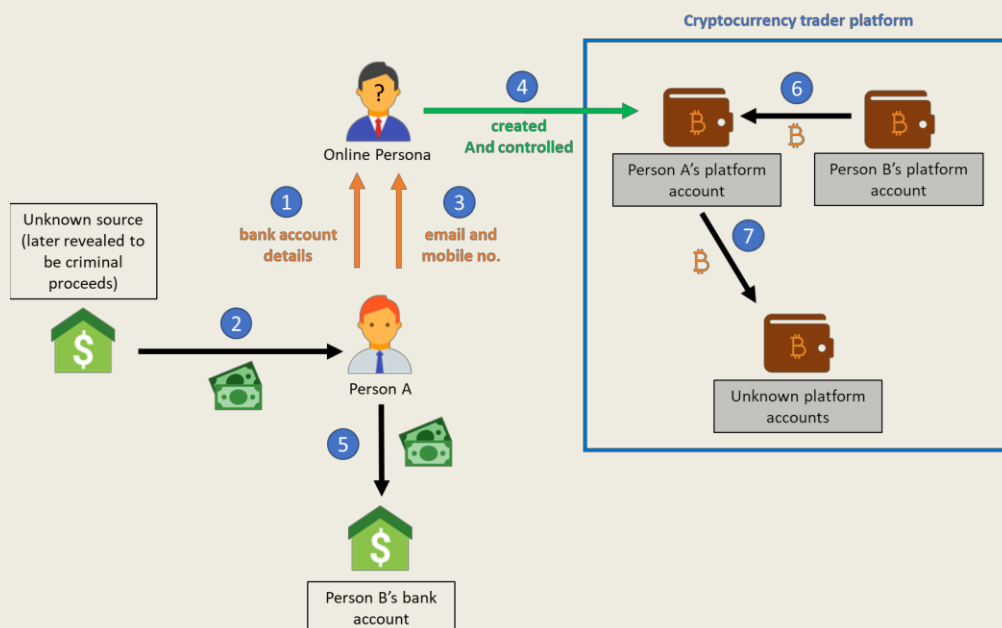 Cryptocurrency trader platform
?
Online Persona
4
created
And controlled
6
Person A's platform
account
Person B's platform
account
1
bank account
details
3
email and
mobile no.
Unknown source
(later revealed to
be criminal
proceeds)
7
$
2
Person A
Unknown platform
accounts
5
$
Person B's bank
account